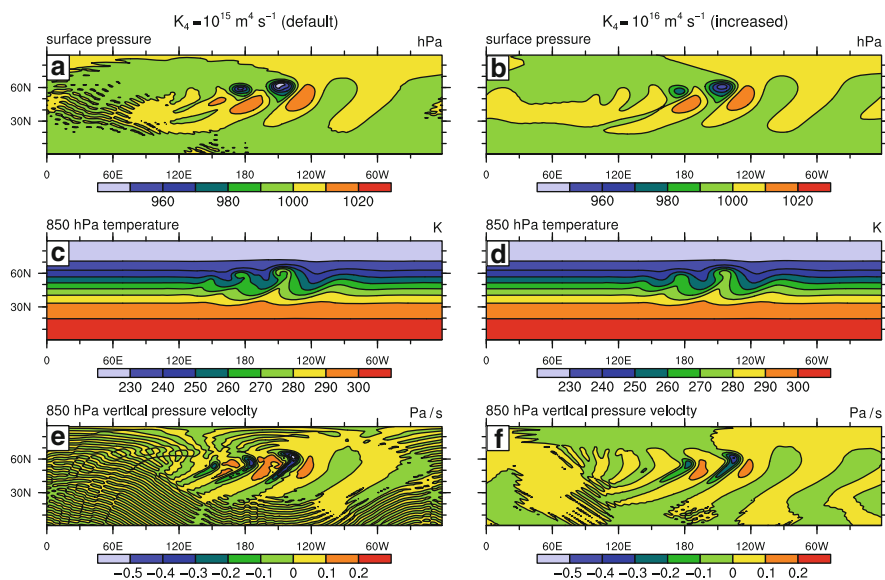 K₄ = 10¹⁵ m⁴ s⁻¹ (default)
K₄ = 10¹⁶ m⁴ s⁻¹ (increased)
surface pressure hPa
surface pressure hPa
a
b
60N
30N
60N
30N
0 60E 120E 180 120W 60W
0 60E 120E 180 120W 60W
960 980 1000 1020
960 980 1000 1020
850 hPa temperature K
850 hPa temperature K
c
d
60N
30N
60N
30N
0 60E 120E 180 120W 60W
0 60E 120E 180 120W 60W
230 240 250 260 270 280 290 300
230 240 250 260 270 280 290 300
850 hPa vertical pressure velocity Pa/s
850 hPa vertical pressure velocity Pa/s
e
f
60N
30N
60N
30N
0 60E 120E 180 120W 60W
0 60E 120E 180 120W 60W
−0.5 −0.4 −0.3 −0.2 −0.1 0 0.1 0.2
−0.5 −0.4 −0.3 −0.2 −0.1 0 0.1 0.2